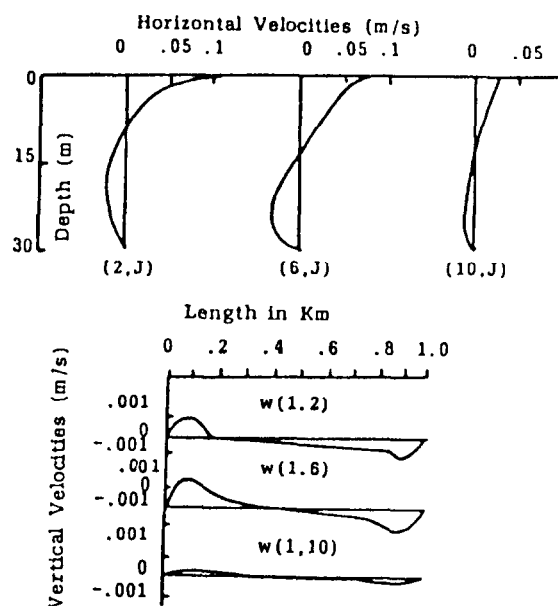 Horizontal Velocities (m/s)
0 .05 .1 0 .05 0.1 0 .05
0
15
30
Depth (m)
(2,J) (6,J) (10,J)
Length in Km
0 .2 .4 .6 .8 1.0
Vertical Velocities (m/s)
.001
0
-.001
w(1.2)
.001
0
-.001
w(1.6)
.001
0
-.001
w(1,10)